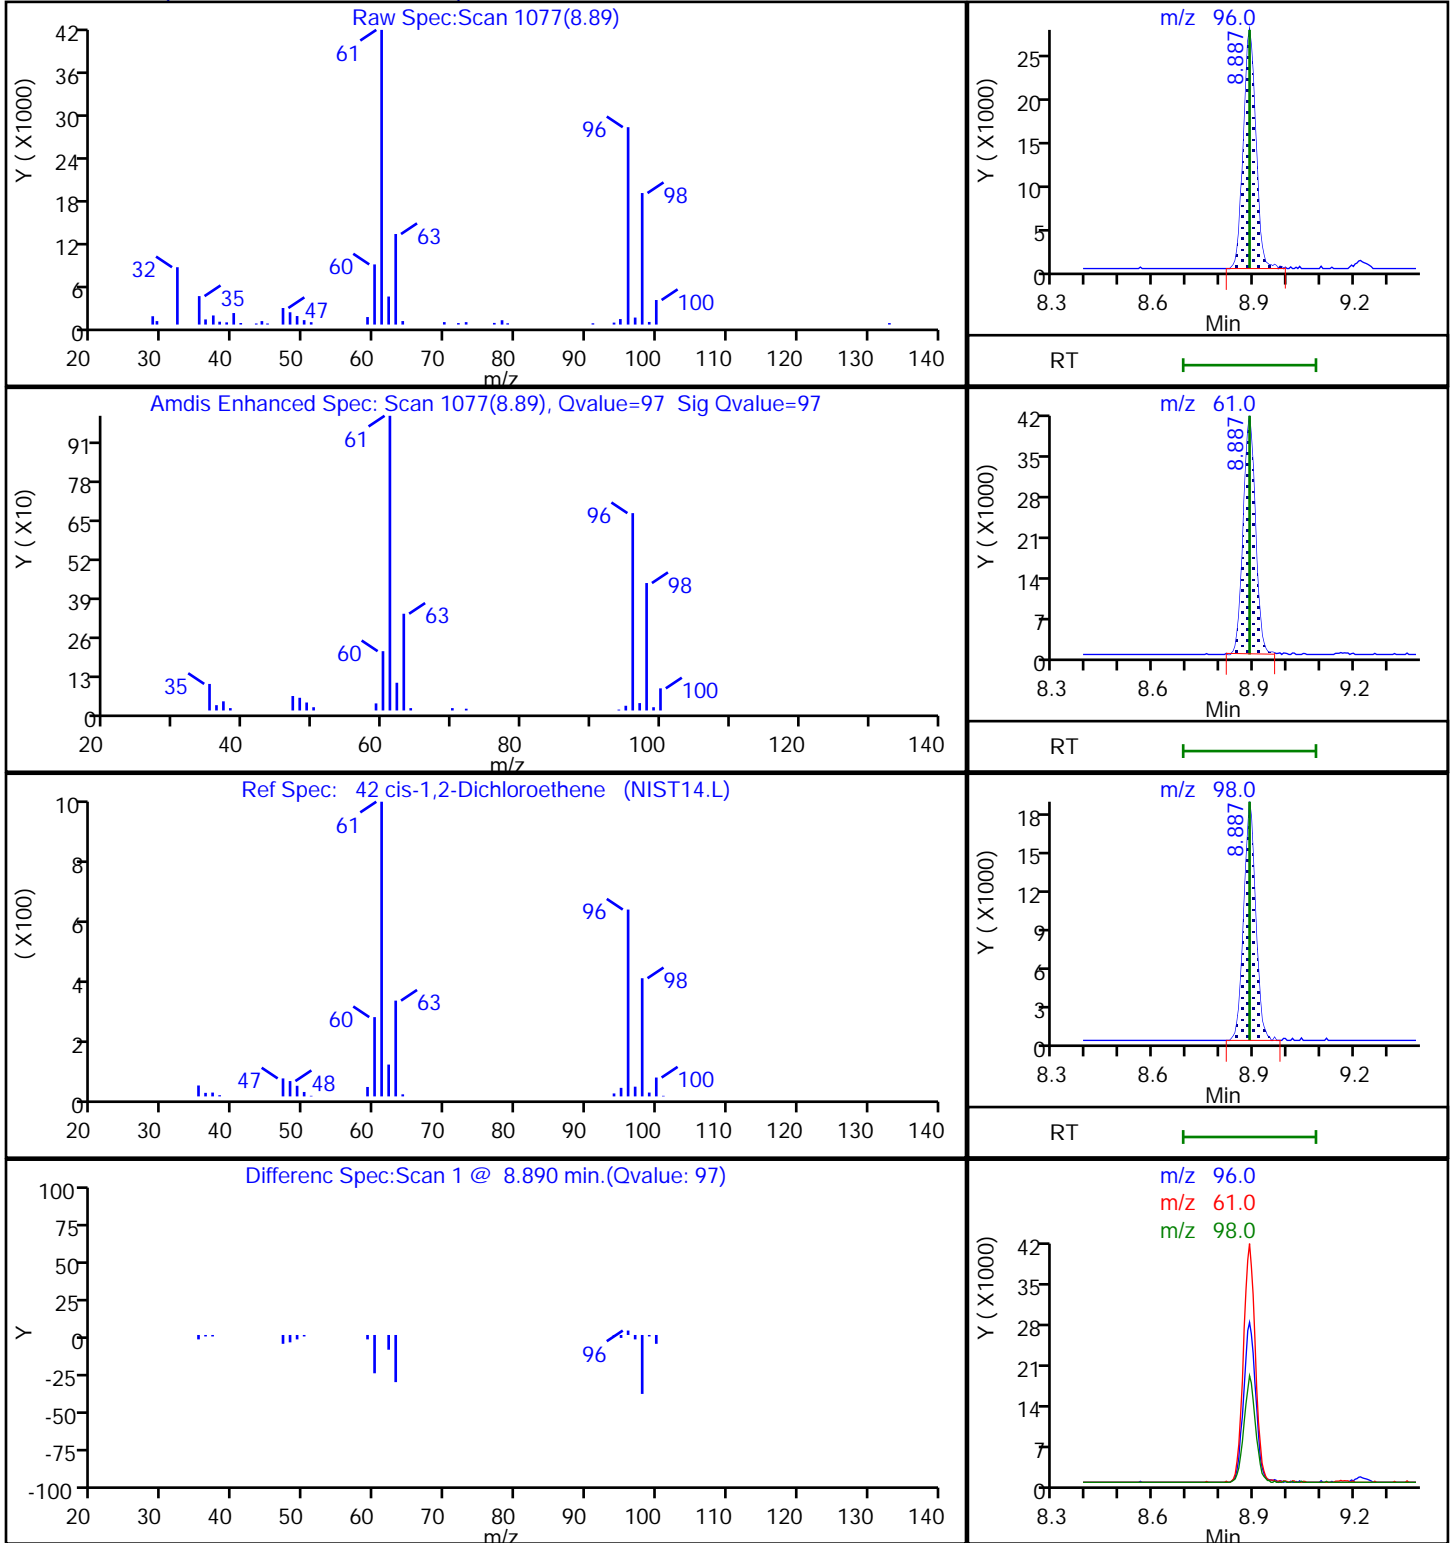 Raw Spec:Scan 1077(8.89)
Y ( X1000)
42
36
30
24
18
12
6
0
61
96
98
63
60
32
35
47
100
20 30 40 50 60 70 80 90 100 110 120 130 140
m/z
m/z 96.0
Y ( X1000)
25
20
15
10
5
0
8.887
8.3 8.6 8.9 9.2
Min
RT
Amdis Enhanced Spec: Scan 1077(8.89), Qvalue=97 Sig Qvalue=97
Y ( X10)
91
78
65
52
39
26
13
0
61
96
98
63
60
35
100
20 40 60 80 100 120 140
m/z
m/z 61.0
Y ( X1000)
42
35
28
21
14
7
0
8.887
8.3 8.6 8.9 9.2
Min
RT
Ref Spec: 42 cis-1,2-Dichloroethene (NIST14.L)
( X100)
10
8
6
4
2
0
61
96
98
63
60
47
48
100
20 30 40 50 60 70 80 90 100 110 120 130 140
m/z 98.0
Y ( X1000)
18
15
12
9
6
3
0
8.887
8.3 8.6 8.9 9.2
Min
RT
Differenc Spec:Scan 1 @ 8.890 min.(Qvalue: 97)
Y
100
75
50
25
0
-25
-50
-75
-100
96
20 30 40 50 60 70 80 90 100 110 120 130 140
m/z
m/z 96.0
m/z 61.0
m/z 98.0
Y ( X1000)
42
35
28
21
14
7
0
8.3 8.6 8.9 9.2
Min